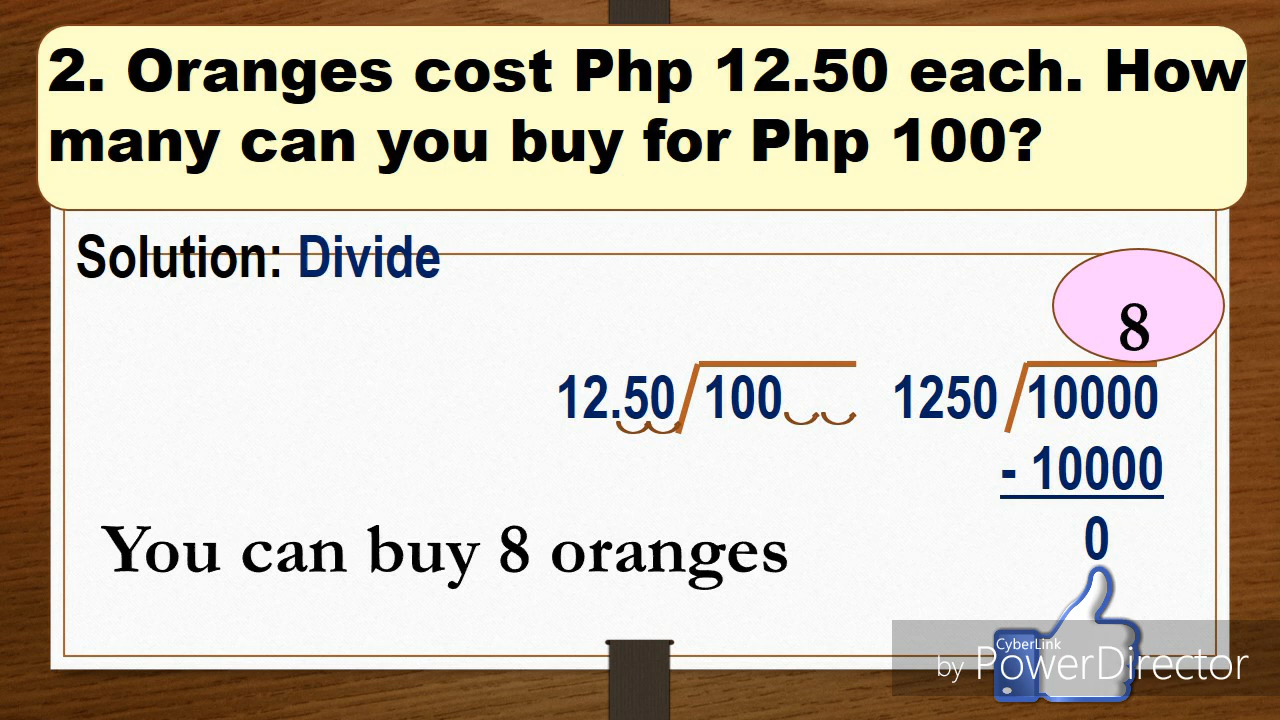 2. Oranges cost Php 12.50 each. How
many can you buy for Php 100?
Solution: Divide
8
12.50 100 1250 10000
- 10000
0
You can buy 8 oranges
CyberLink
by PowerDirector